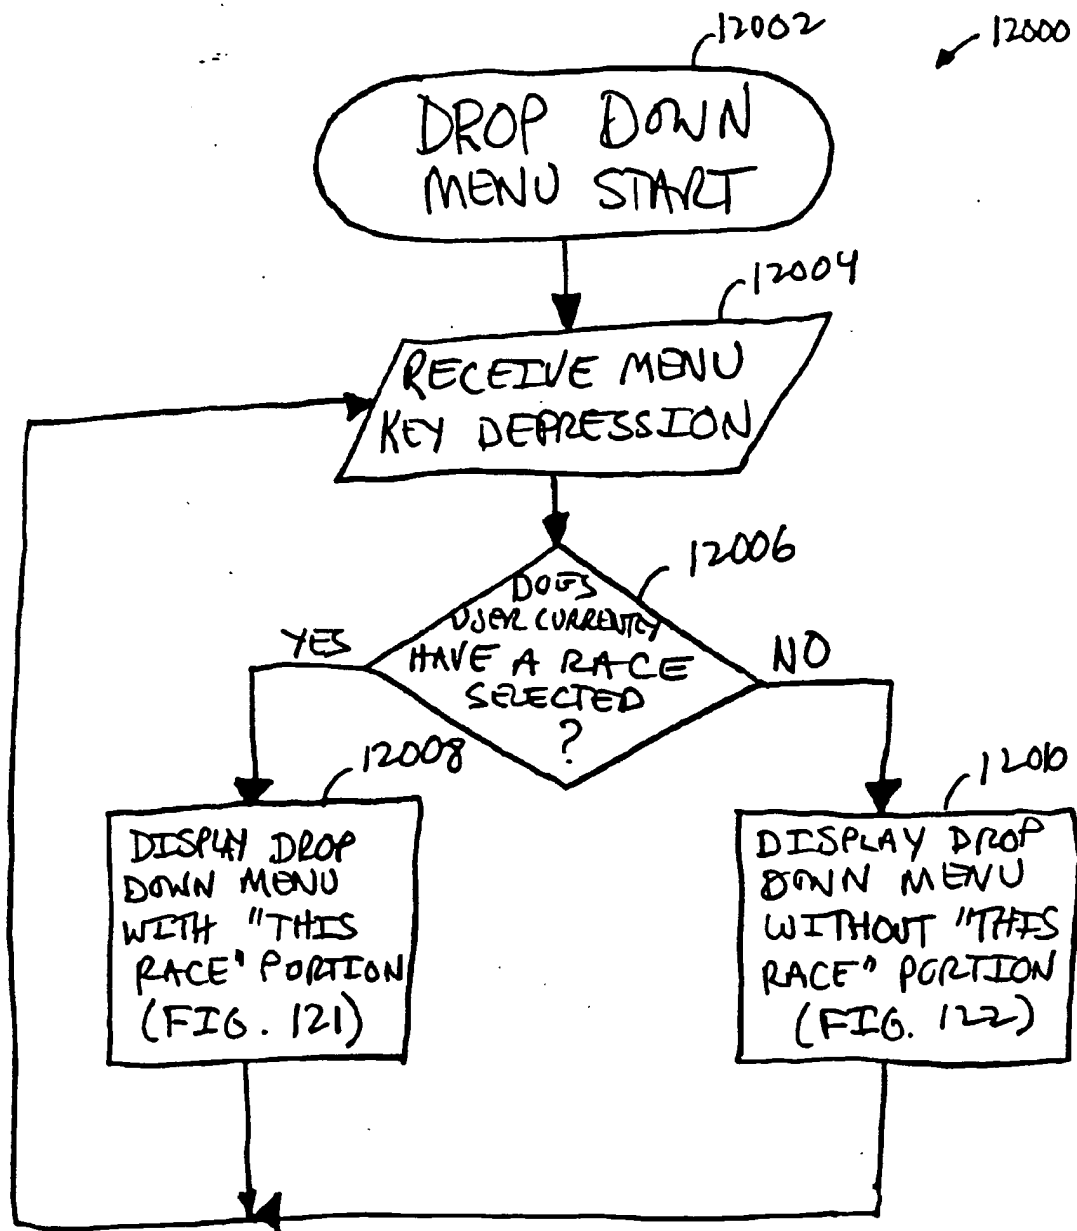 12002
12000
DROP DOWN
MENU START
12004
RECEIVE MENU
KEY DEPRESSION
12006
DOES
USER CURRENTLY
HAVE A RACE
SELECTED
?
YES
NO
12008
12010
DISPLAY DROP
DOWN MENU
WITH "THIS
RACE" PORTION
(FIG. 121)
DISPLAY DROP
DOWN MENU
WITHOUT "THIS
RACE" PORTION
(FIG. 122)